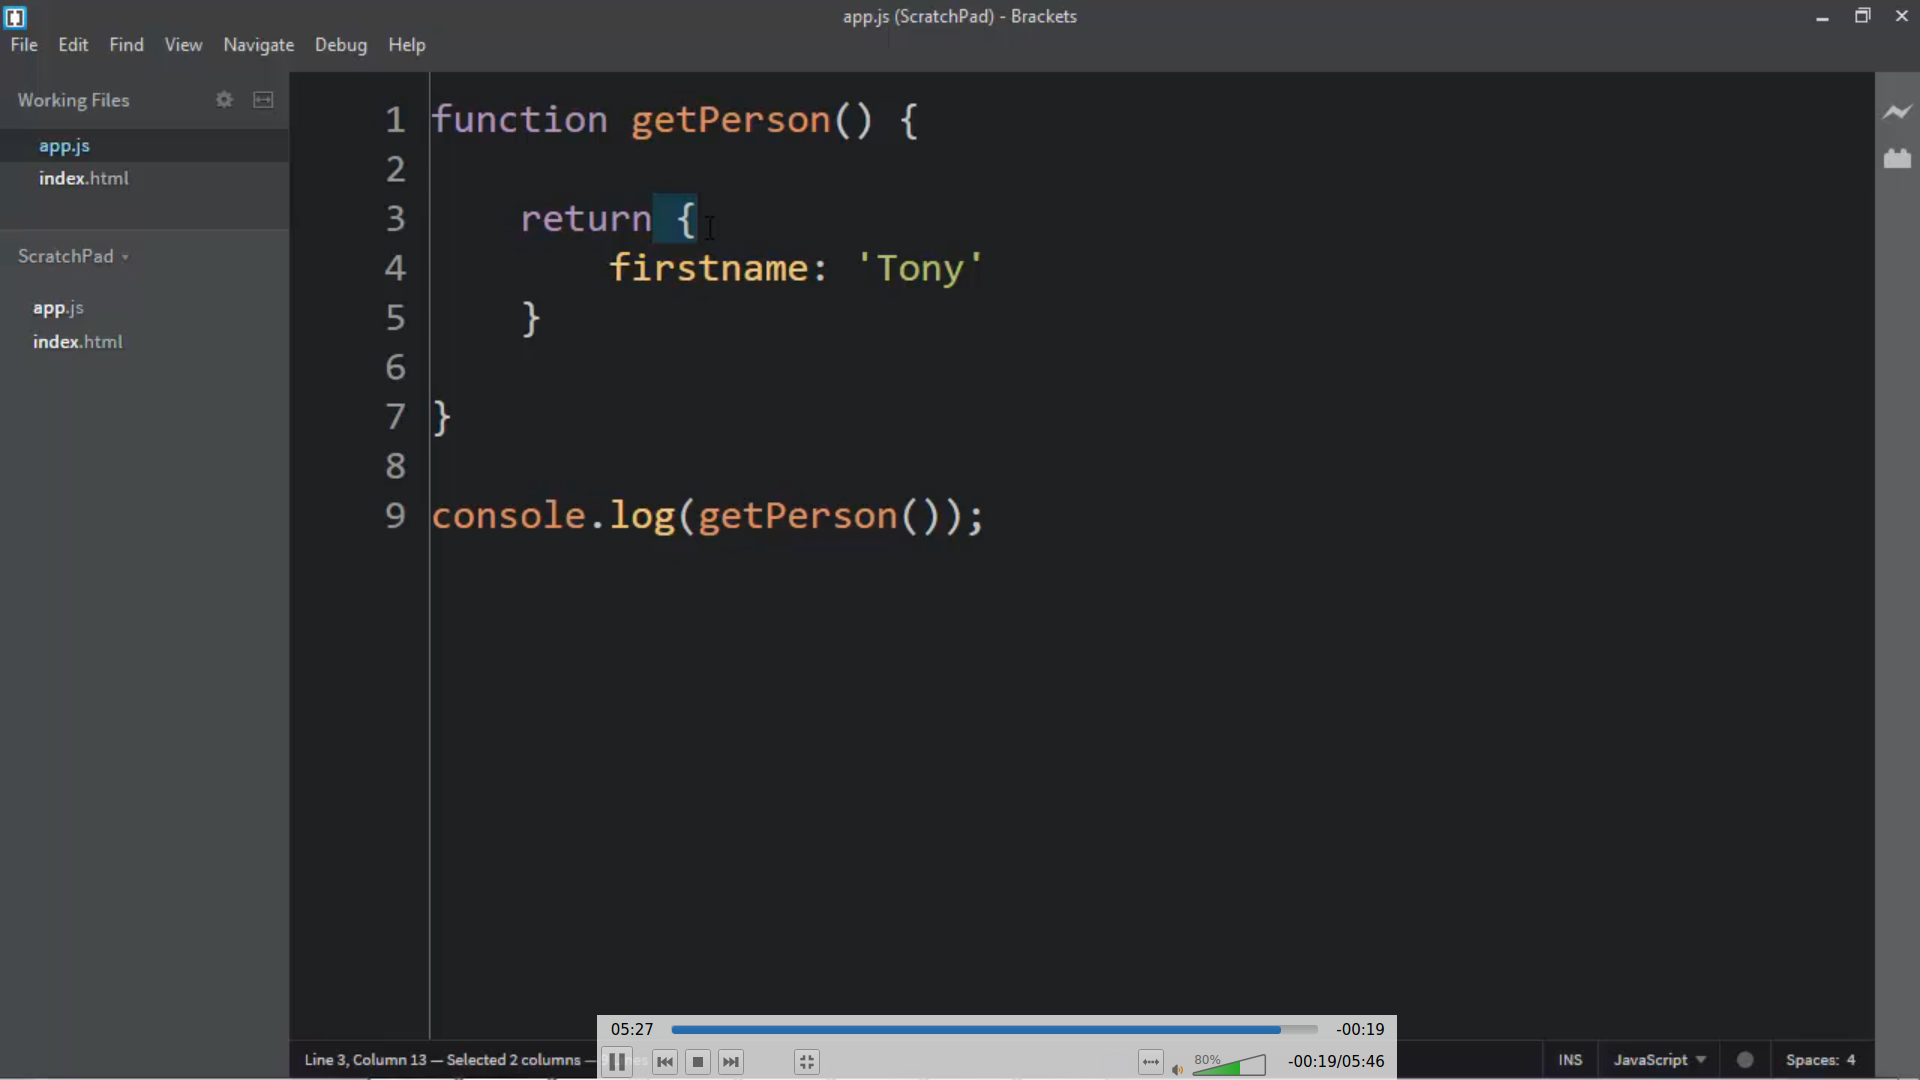 app.js (ScratchPad) - Brackets
File Edit Find View Navigate Debug Help
Working Files
app.js
index.html
ScratchPad
app.js
index.html
1 function getPerson() {
2
3 return {
4 firstname: 'Tony'
5 }
6
7 }
8
9 console.log(getPerson());
05:27 -00:19
Line 3, Column 13 — Selected 2 columns —
80% -00:19/05:46
INS JavaScript Spaces: 4